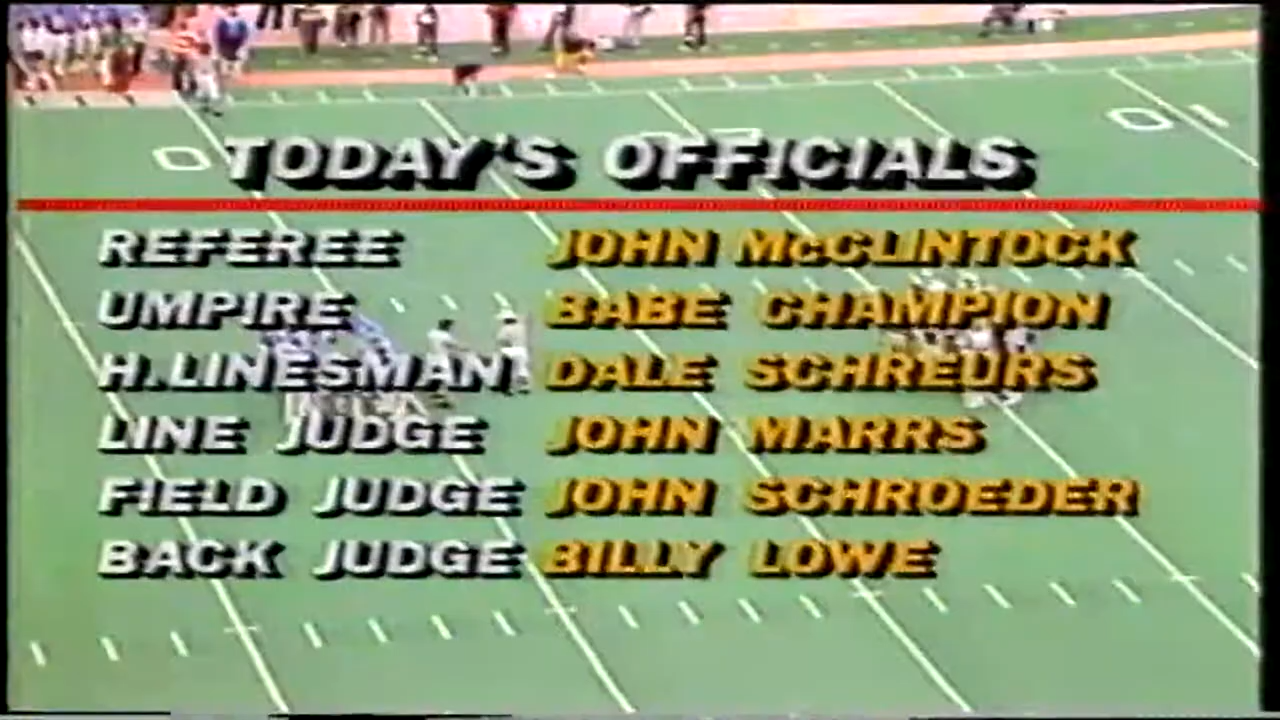 TODAY'S OFFICIALS
REFEREE JOHN McCLINTOCK
UMPIRE BABE CHAMPION
H.LINESMAN DALE SCHREURS
LINE JUDGE JOHN MARRS
FIELD JUDGE JOHN SCHROEDER
BACK JUDGE BILLY LOWE